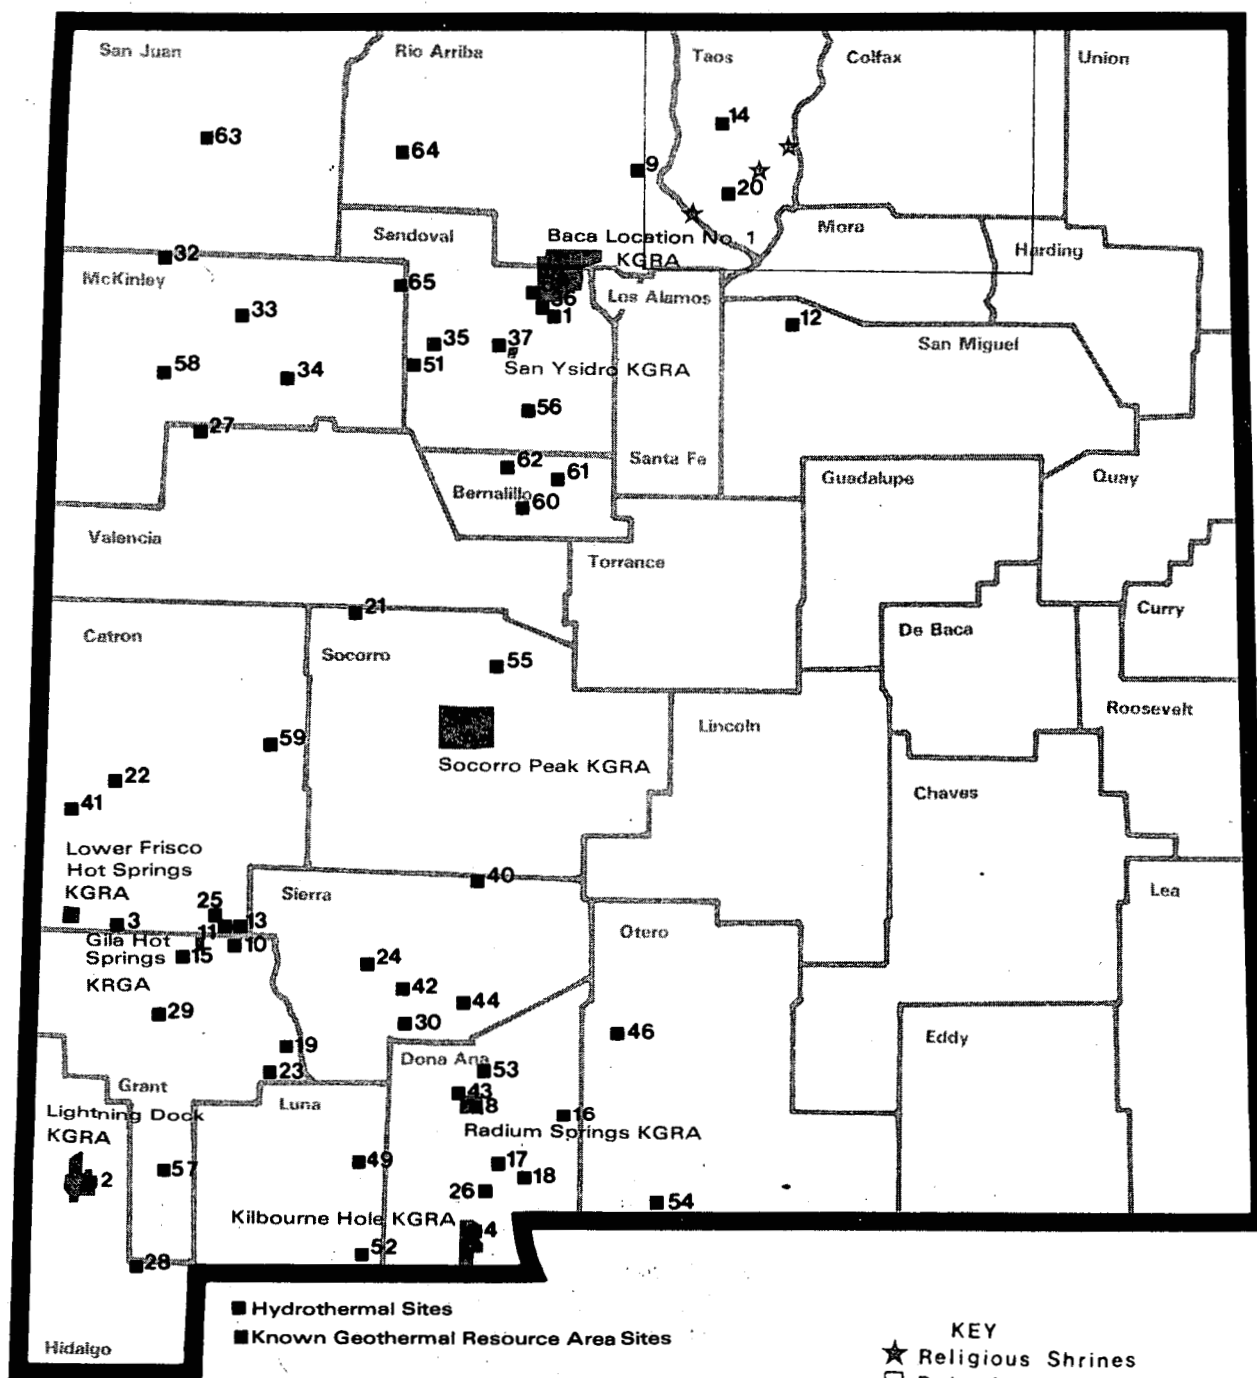 San Juan
Rio Arriba
Taos
Colfax
Union
14
63
64
9
20
Mora
Sandoval
Baca Location No. 1
KGRA
Harding
32
McKinley
65
Los Alamos
36
1
33
12
35
37
San Miguel
51
San Ysidro KGRA
58
34
56
27
62
61
Santa Fe
Guadalupe
Quay
Bernalillo
60
Valencia
Torrance
21
Curry
Catron
Socorro
De Baca
55
Roosevelt
Lincoln
59
Socorro Peak KGRA
22
Chaves
41
Lower Frisco
Hot Springs
KGRA
40
Sierra
Lea
25
3
11
13
Otero
Gila Hot
Springs
KRGA
10
15
24
42
44
29
30
46
Eddy
19
Dona Ana
23
53
Grant
43
Luna
8
16
Lightning Dock
KGRA
Radium Springs KGRA
49
17
57
2
18
26
54
Kilbourne Hole KGRA
4
52
28
Hydrothermal Sites
Known Geothermal Resource Area Sites
KEY
Religious Shrines
Hidalgo